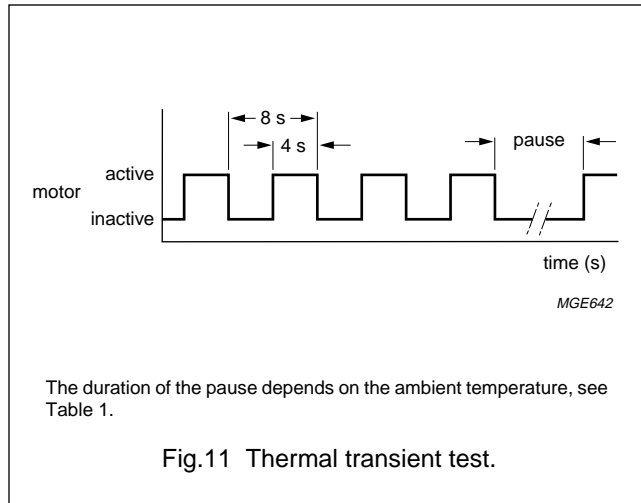 8 s
4 s
pause
active
motor
inactive
time (s)
MGE642
The duration of the pause depends on the ambient temperature, see
Table 1.
Fig.11 Thermal transient test.